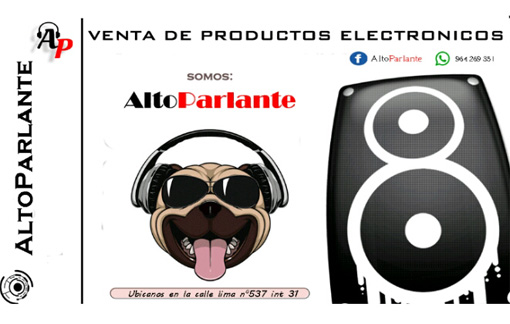 AP
VENTA DE PRODUCTOS ELECTRONICOS
AltoParlante
964 269 351
SOMOS:
AltoParlante
ALTOPARLANTE
Ubicanos en la calle lima n°537 int 31